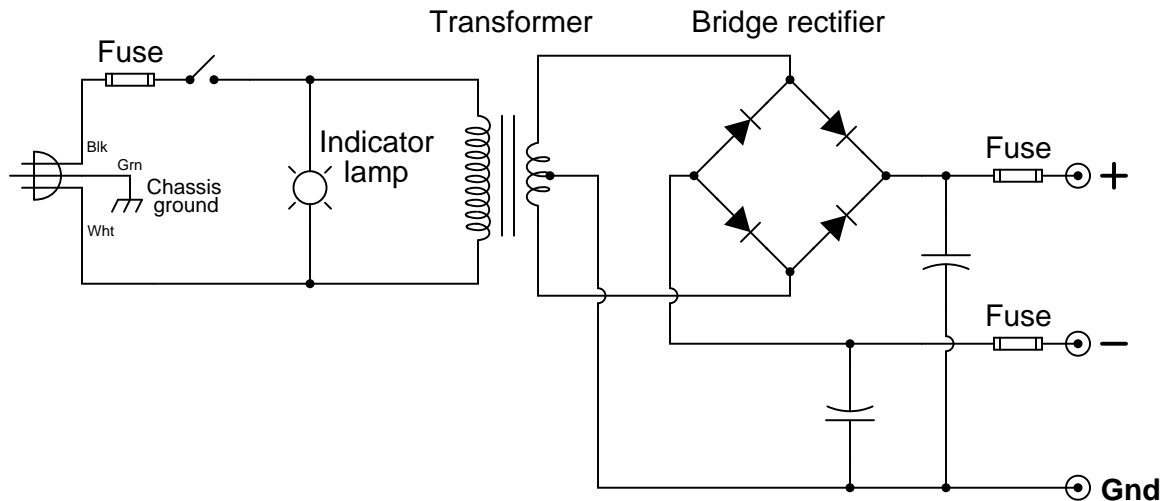 Transformer
Bridge rectifier
Fuse
Blk
Grn
Chassis
ground
Wht
Indicator
lamp
Fuse
+
Fuse
−
Gnd